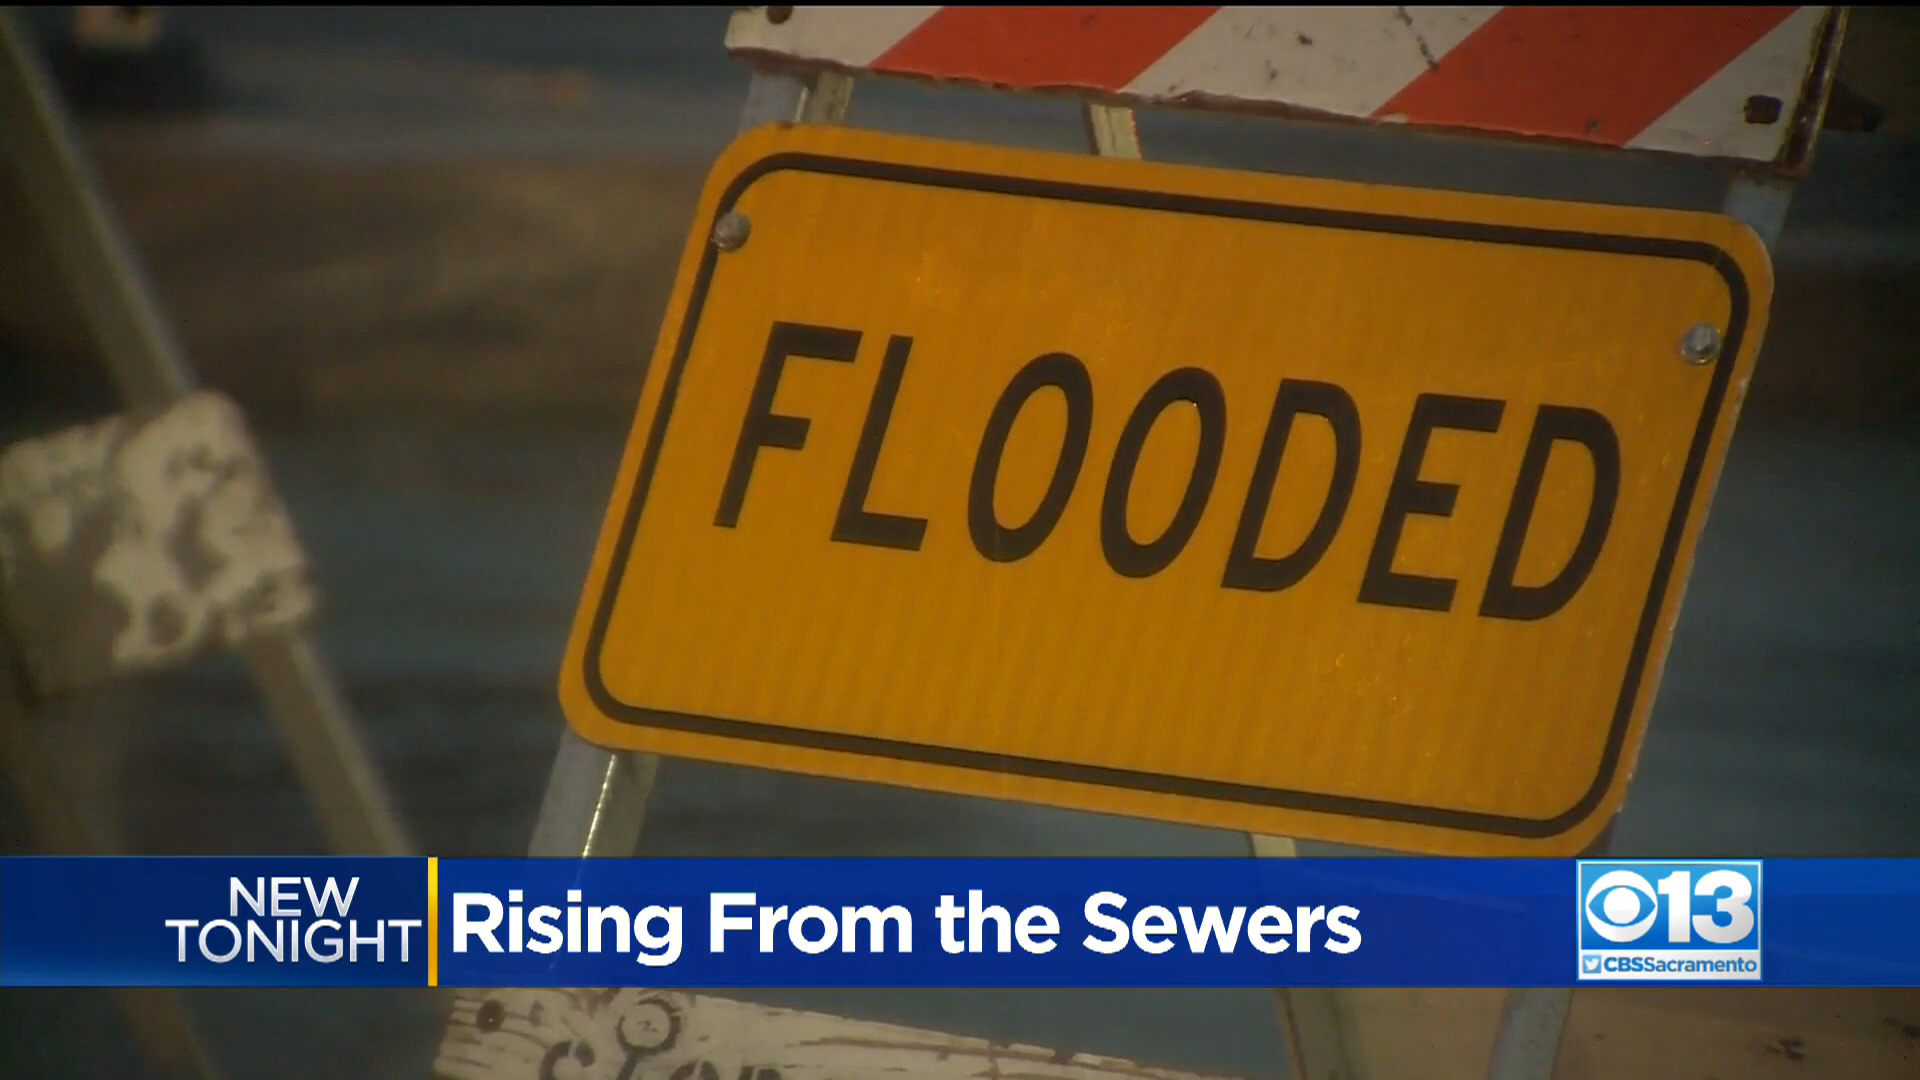 FLOODED
NEW
TONIGHT
Rising From the Sewers
13
CBSSacramento